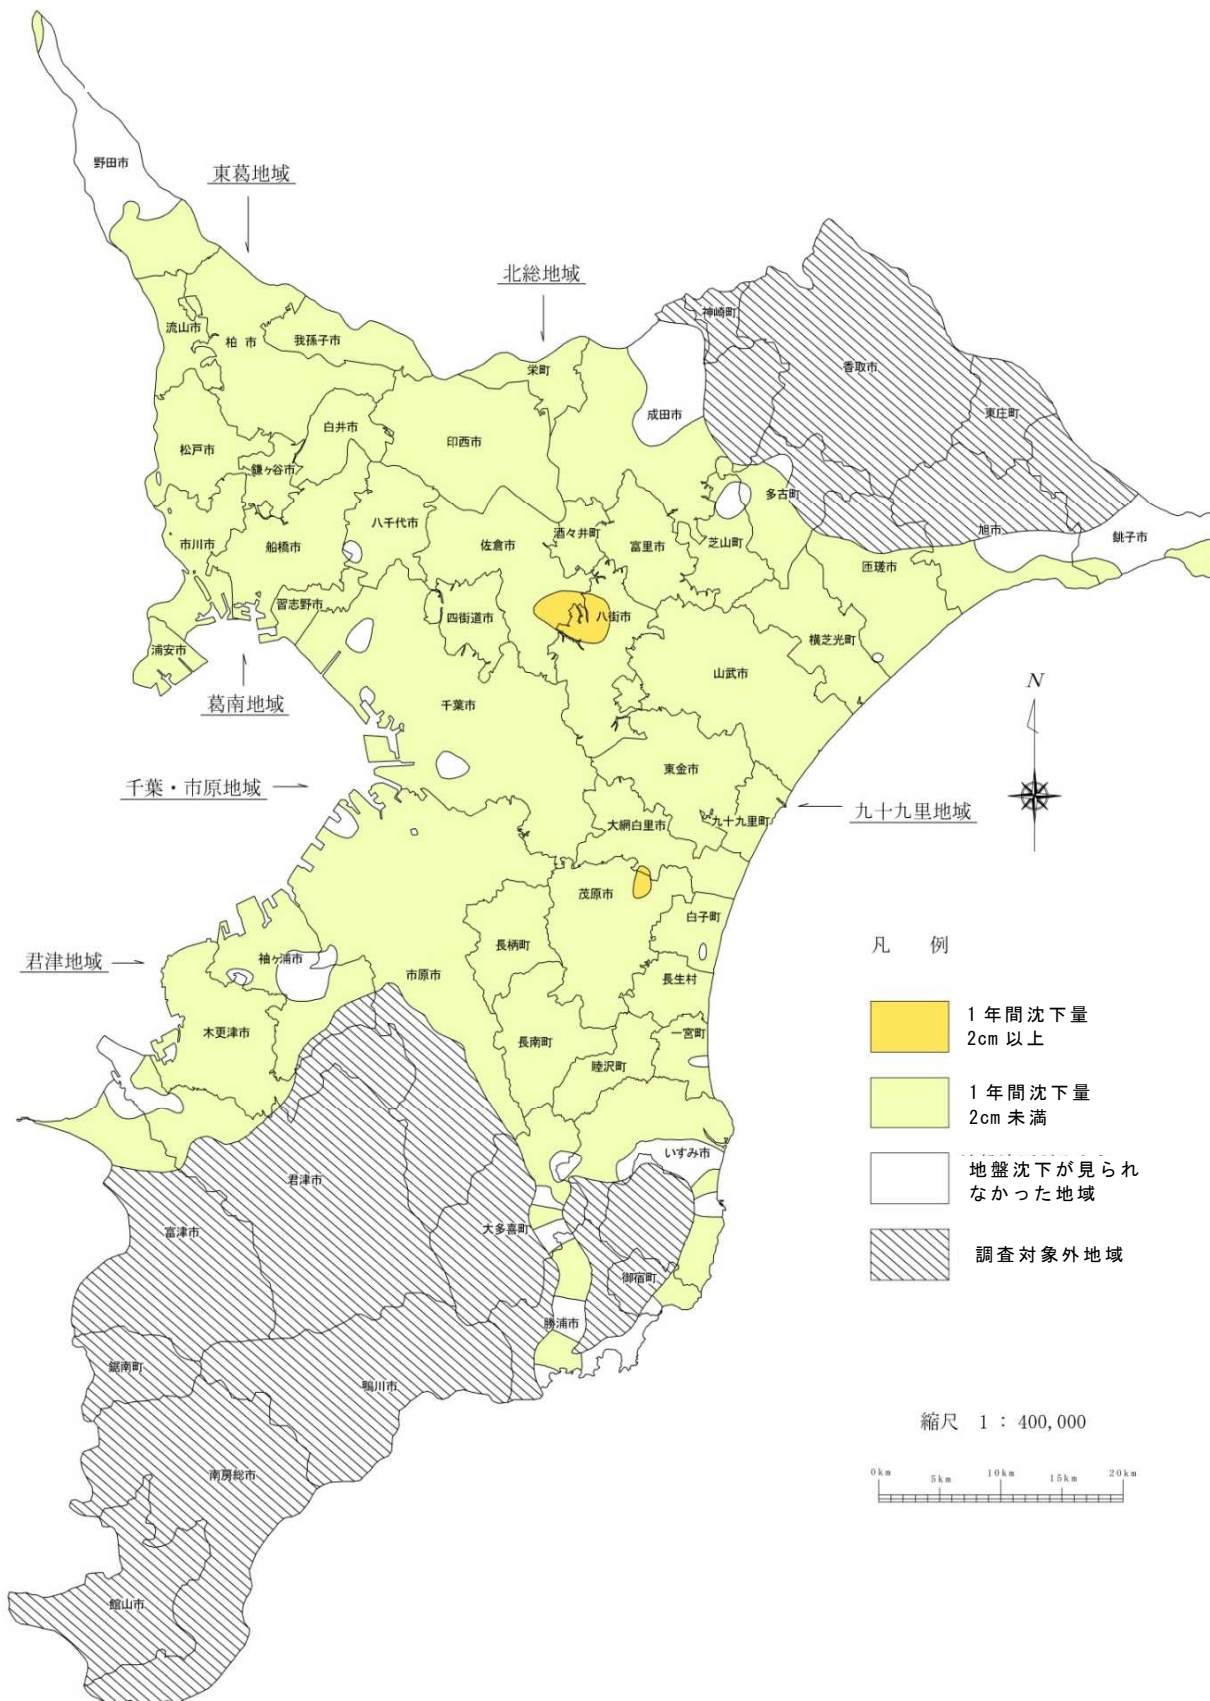 野田市
東葛地域
北総地域
神崎町
流山市
柏 市
我孫子市
香取市
栄町
成田市
東庄町
白井市
印西市
松戸市
鎌ヶ谷市
多古町
八千代市
酒々井町
旭市
銚子市
市川市
船橋市
佐倉市
富里市
芝山町
匝瑳市
習志野市
四街道市
八街市
横芝光町
浦安市
山武市
葛南地域
千葉市
N
東金市
千葉・市原地域
九十九里地域
大網白里市
九十九里町
茂原市
白子町
長柄町
凡 例
君津地域
袖ヶ浦市
市原市
長生村
木更津市
長南町
一宮町
睦沢町
1年間沈下量
2cm以上
1年間沈下量
2cm未満
いすみ市
地盤沈下が見られ
なかった地域
君津市
富津市
大多喜町
調査対象外地域
御宿町
勝浦市
鋸南町
鴨川市
縮尺 1：400,000
南房総市
0km 5km 10km 15km 20km
館山市